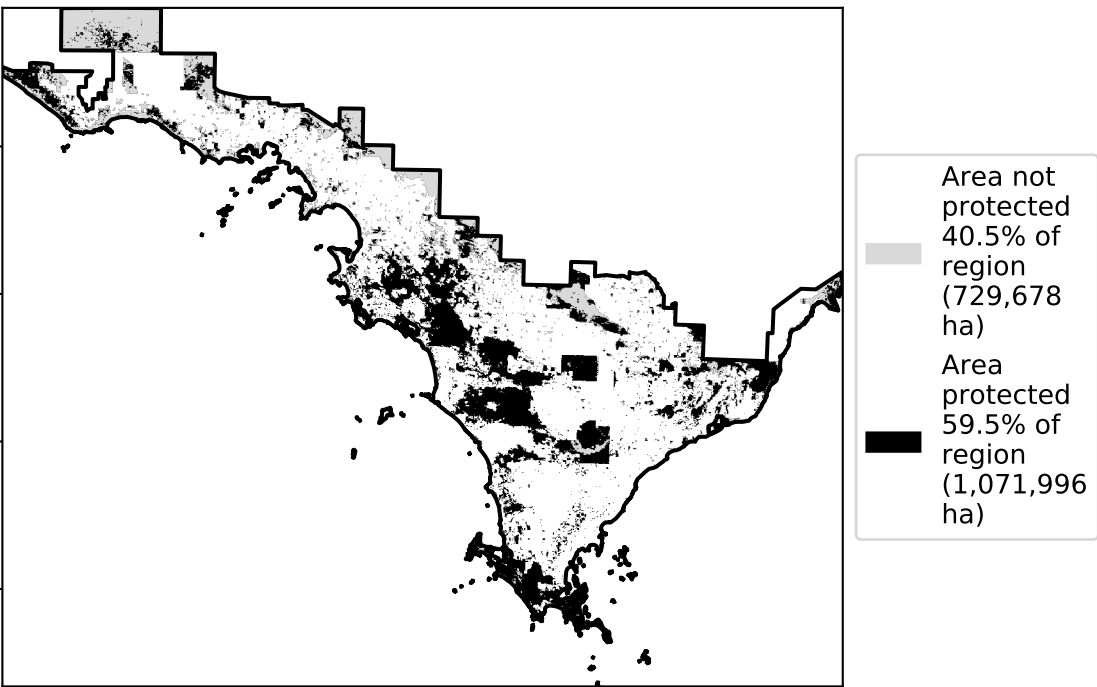 Area not
protected
40.5% of
region
(729,678
ha)
Area
protected
59.5% of
region
(1,071,996
ha)